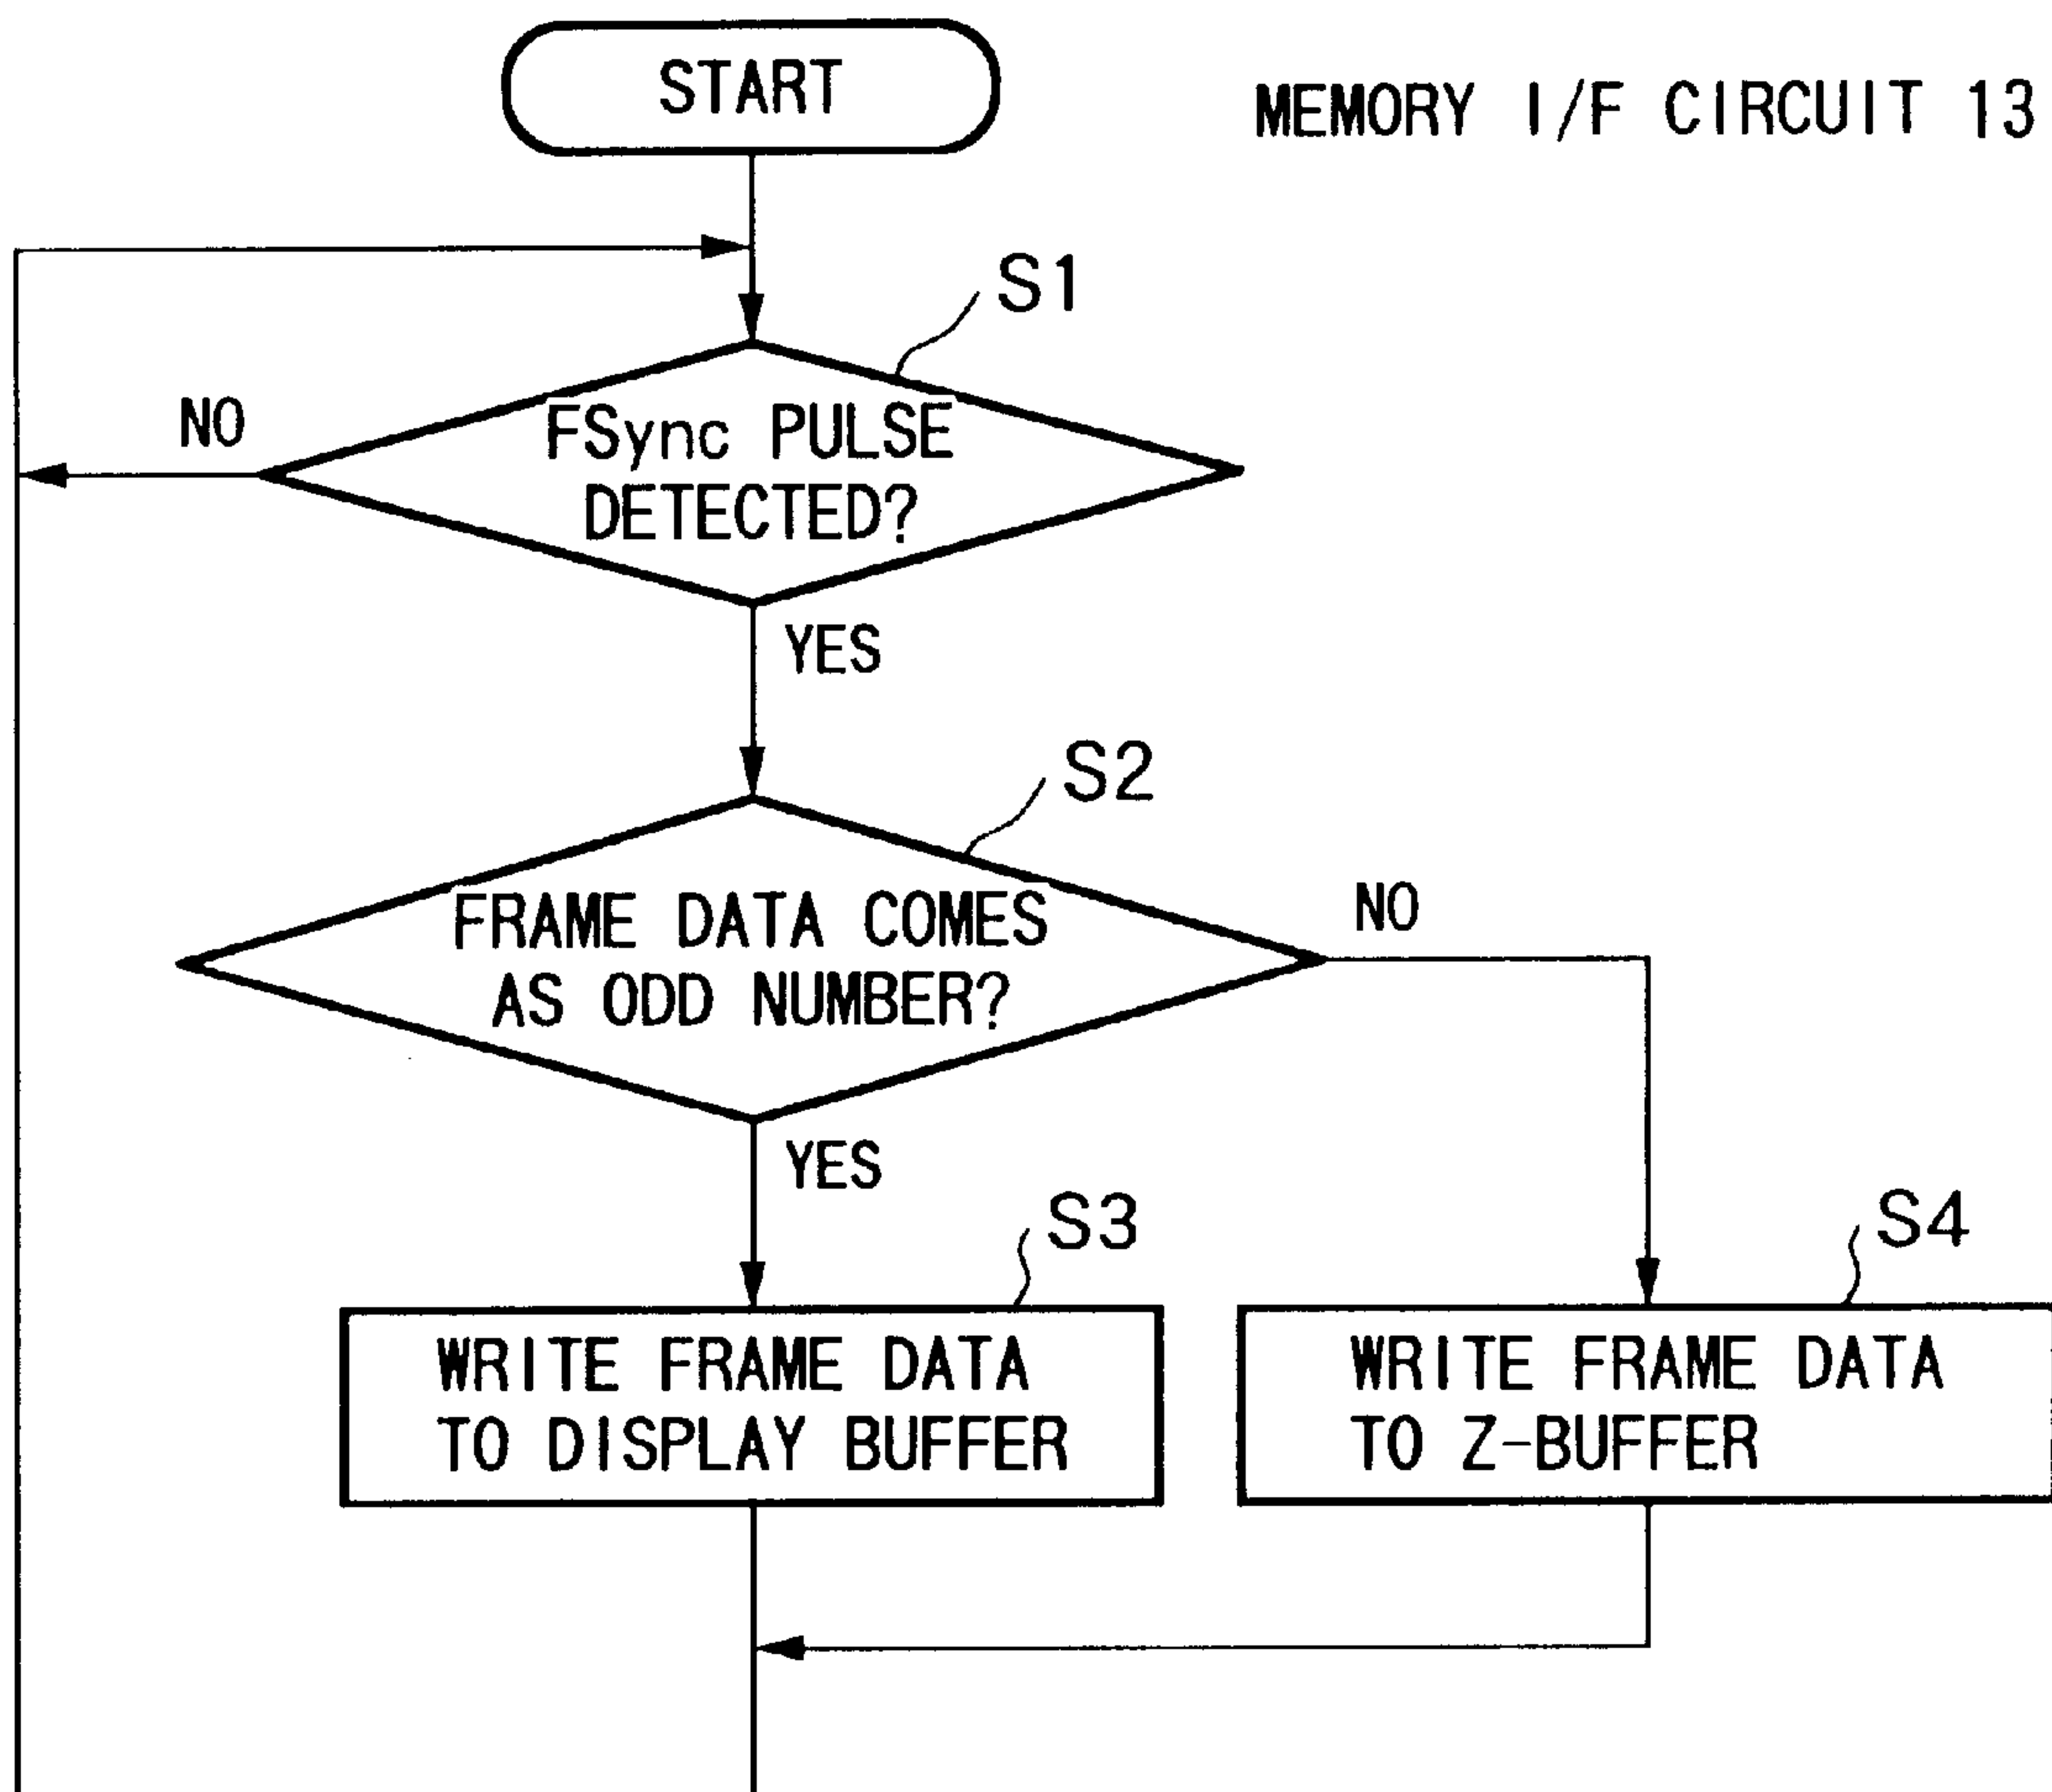 START
MEMORY I/F CIRCUIT 13
S1
NO
FSync PULSE
DETECTED?
YES
S2
FRAME DATA COMES
AS ODD NUMBER?
NO
YES
S3
S4
WRITE FRAME DATA
TO DISPLAY BUFFER
WRITE FRAME DATA
TO Z-BUFFER